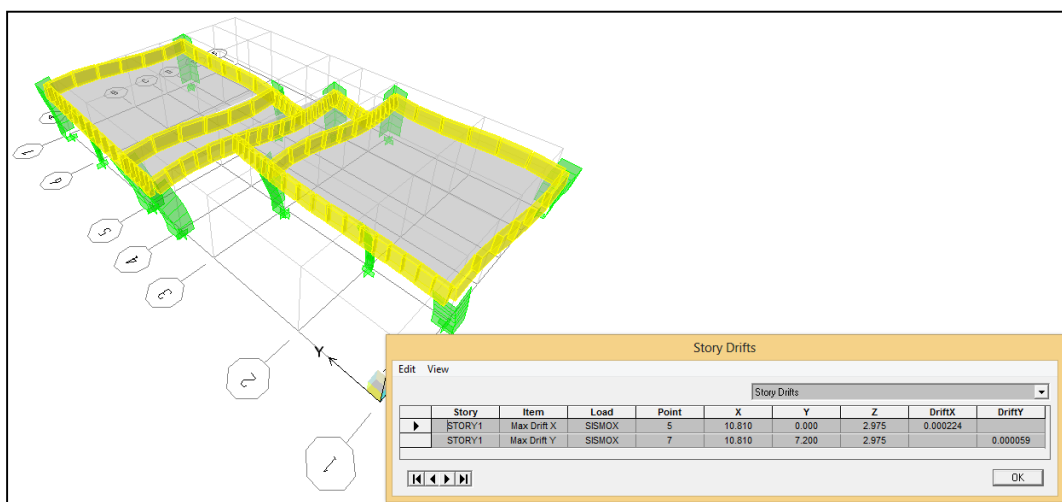 Y
Story Drifts
Edit View
Story Drifts
Story Item Load Point X Y Z DriftX DriftY
STORY1 Max Drift X SISMOX 5 10.810 0.000 2.975 0.000224
STORY1 Max Drift Y SISMOX 7 10.810 7.200 2.975 0.000059
OK